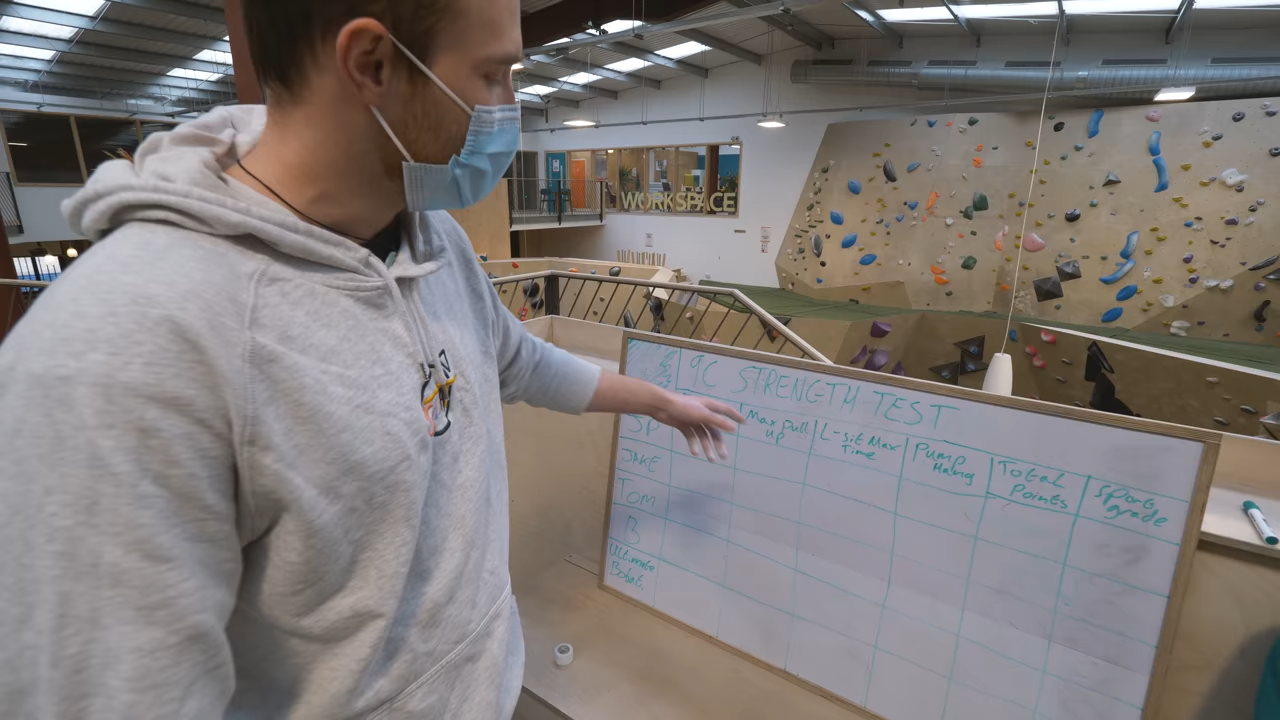 WORKSPACE
9C STRENGTH TEST
Max Pull
up
L-sit Max
Time
Pump
Hang
Total
Points
Sport
grade
SP
JAKE
TOM
B
Ultimate